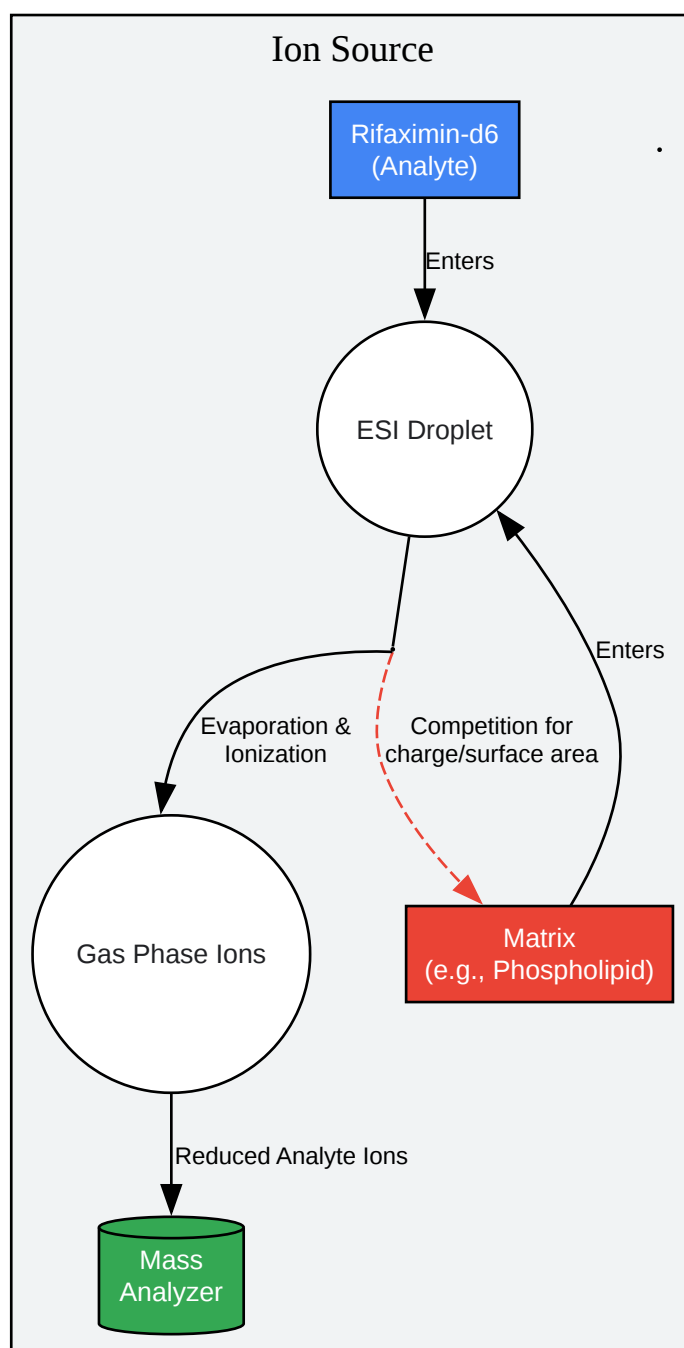 Ion Source
Rifaximin-d6
(Analyte)
.
Enters
ESI Droplet
Enters
Evaporation &
Ionization
Competition for
charge/surface area
Gas Phase Ions
Matrix
(e.g., Phospholipid)
Reduced Analyte Ions
Mass
Analyzer